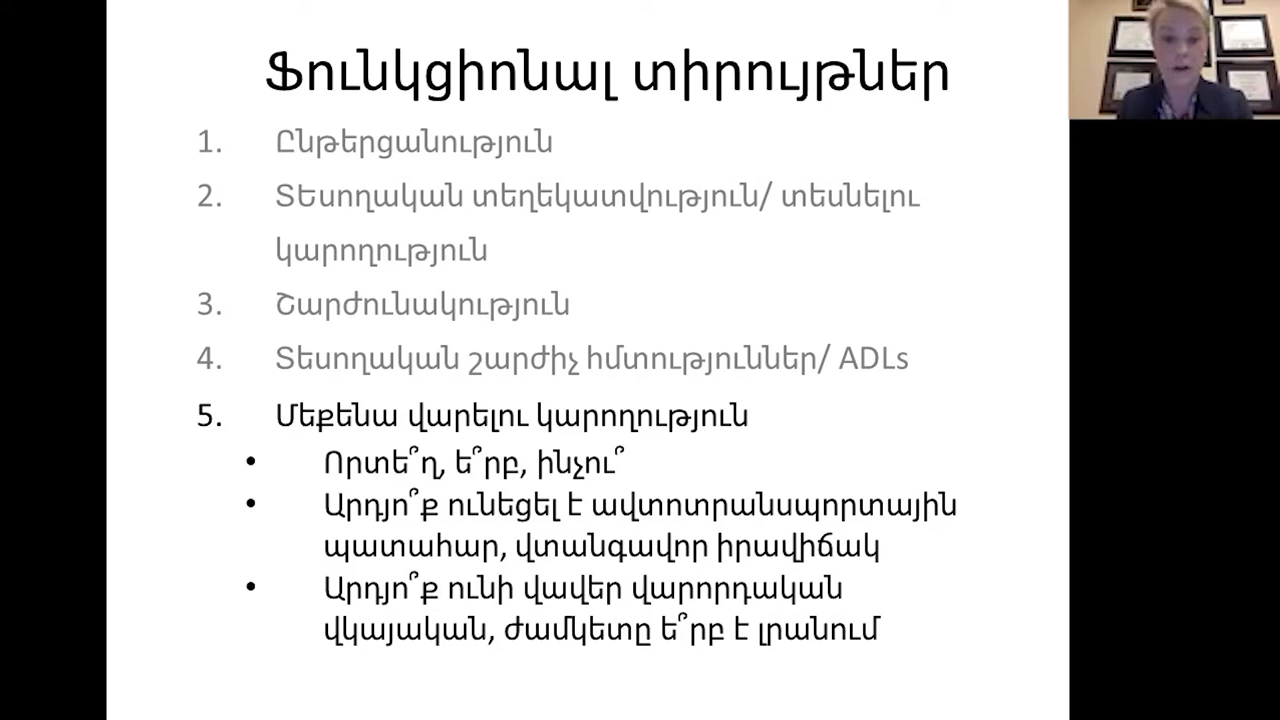 Ֆունկցիոնալ տիրույթներ
1. Ընթերցանություն
2. ՏԵսողական տեղեկատվություն/ տեսնելու
կարողություն
3. Շարժունակություն
4. Տեսողական շարժիչ հմտություններ/ ADLs
5. Մեքենա վարելու կարողություն
• Որտե՞ղ, ե՞րբ, ինչու՞
• Արդյո՞ք ունեցել է ավտոտրանսպորտային
պատահար, վտանգավոր իրավիճակ
• Արդյո՞ք ունի վավեր վարորդական
վկայական, ժամկետը ե՞րբ է լրանում